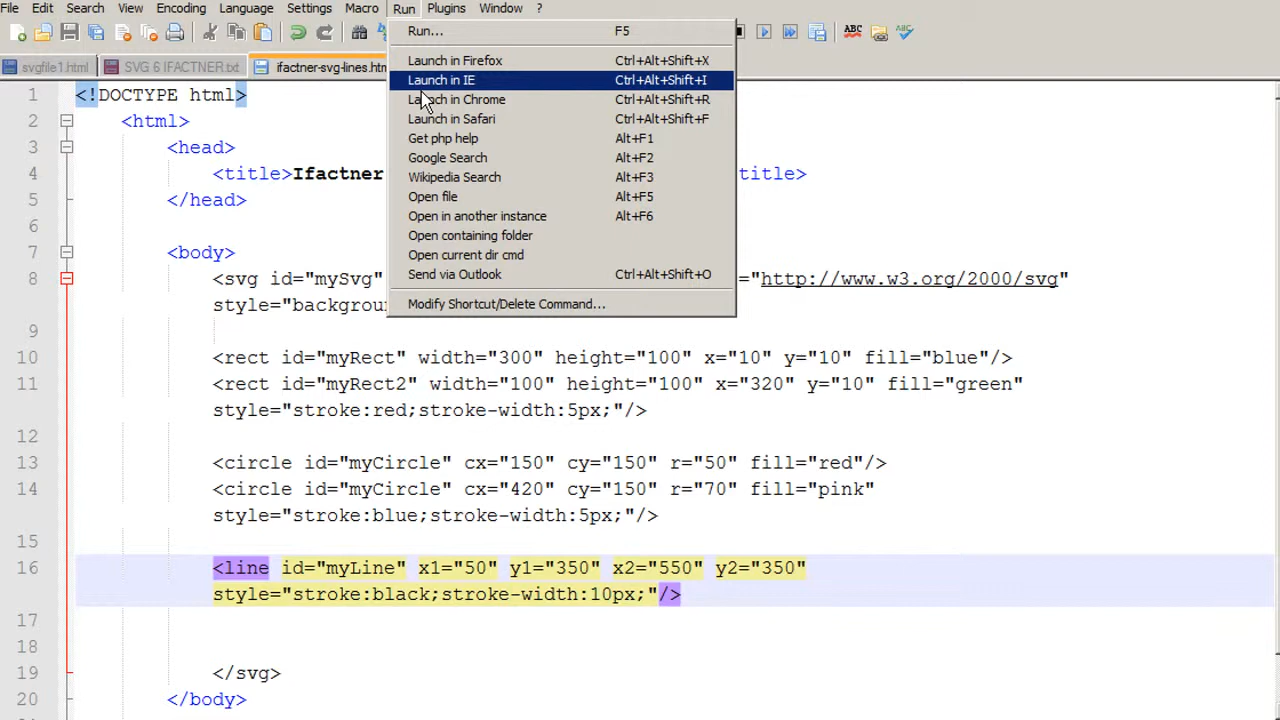 File Edit Search View Encoding Language Settings Macro Run Plugins Window ?
svgfile1.html SVG 6 IFACTNER.txt ifactner-svg-lines.htm
Run... F5
Launch in Firefox Ctrl+Alt+Shift+X
Launch in IE Ctrl+Alt+Shift+I
Launch in Chrome Ctrl+Alt+Shift+R
Launch in Safari Ctrl+Alt+Shift+F
Get php help Alt+F1
Google Search Alt+F2
Wikipedia Search Alt+F3
Open file Alt+F5
Open in another instance Alt+F6
Open containing folder
Open current dir cmd
Send via Outlook Ctrl+Alt+Shift+O
Modify Shortcut/Delete Command...
1 <!DOCTYPE html>
2 <html>
3 <head>
4 <title>Ifactner title>
5 </head>
6
7 <body>
8 <svg id="mySvg" ="http://www.w3.org/2000/svg"
style="backgrou
9
10 <rect id="myRect" width="300" height="100" x="10" y="10" fill="blue"/>
11 <rect id="myRect2" width="100" height="100" x="320" y="10" fill="green"
style="stroke:red;stroke-width:5px;"/>
12
13 <circle id="myCircle" cx="150" cy="150" r="50" fill="red"/>
14 <circle id="myCircle" cx="420" cy="150" r="70" fill="pink"
style="stroke:blue;stroke-width:5px;"/>
15
16 <line id="myLine" x1="50" y1="350" x2="550" y2="350"
style="stroke:black;stroke-width:10px;"/>
17
18
19 </svg>
20 </body>